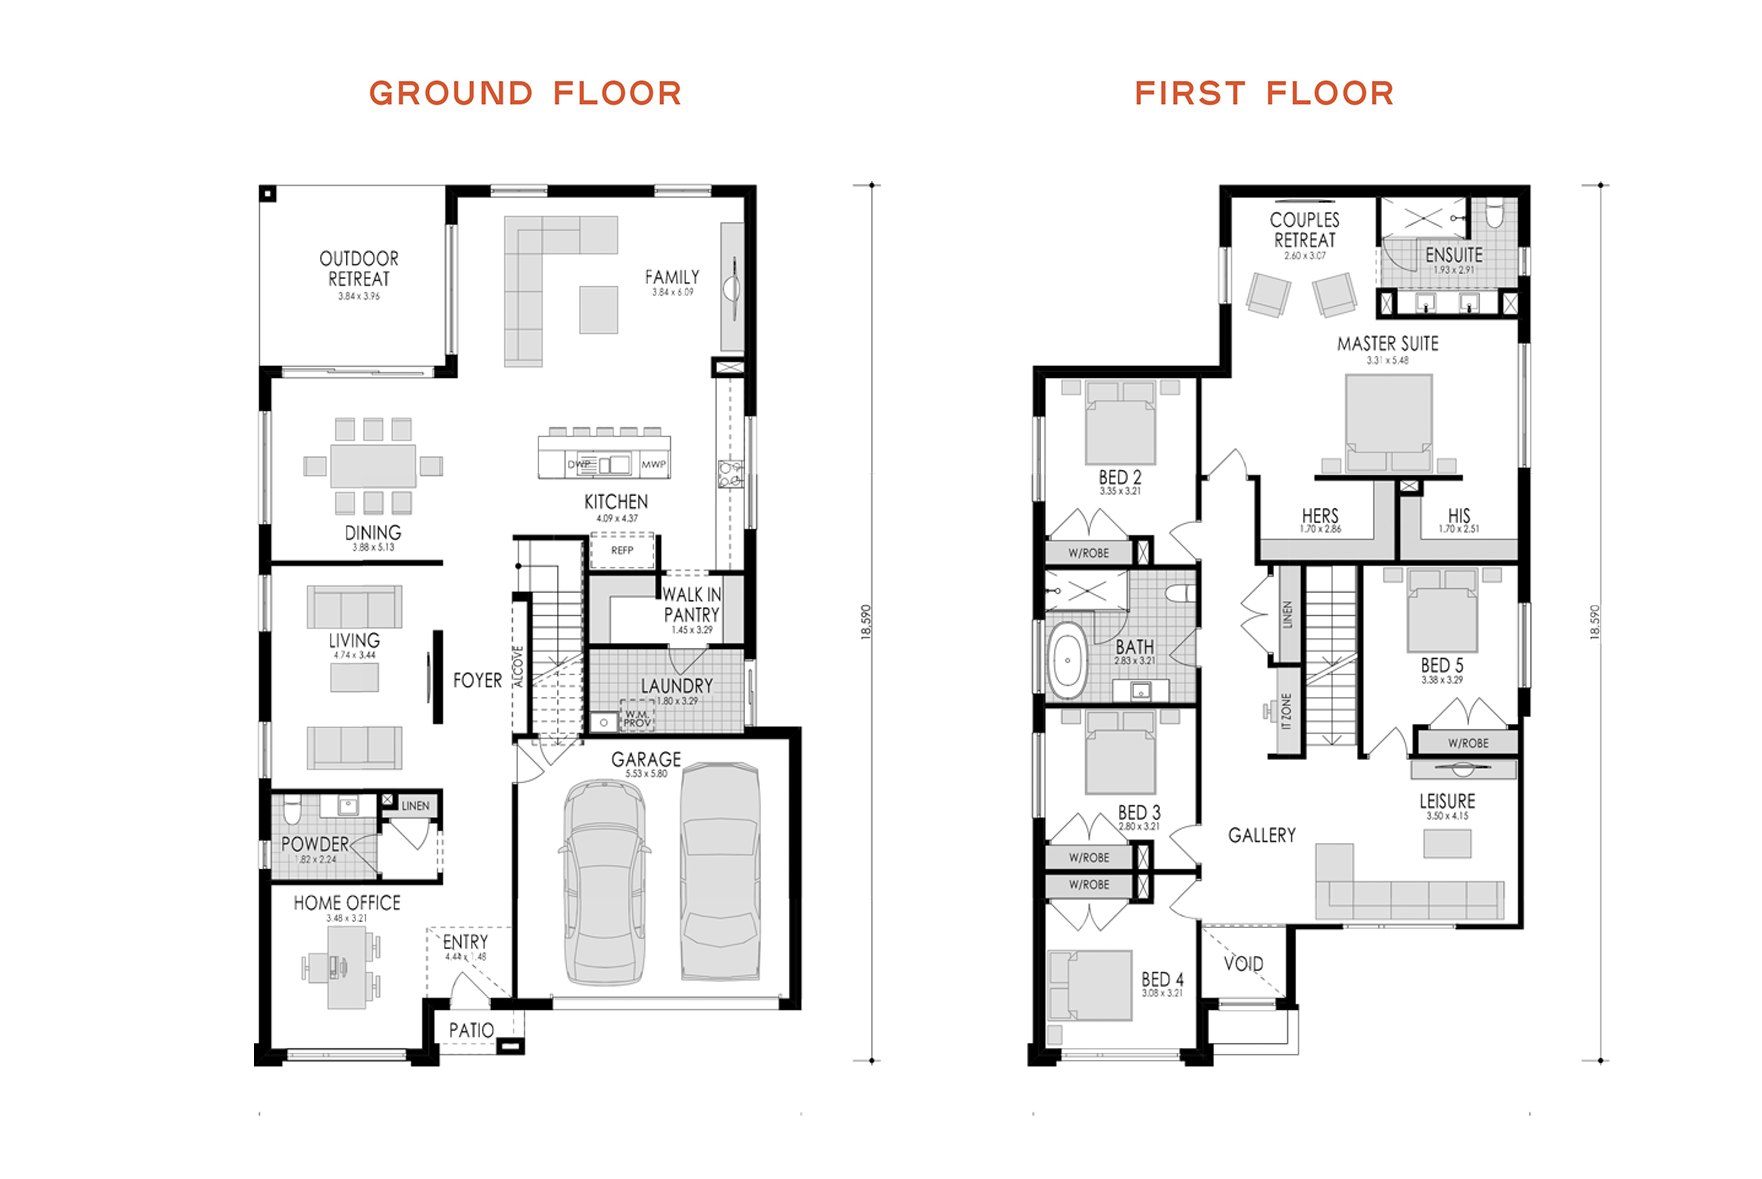 GROUND FLOOR
OUTDOOR
RETREAT
3.84 x 3.96
FAMILY
3.84 x 6.09
DWP
MWP
KITCHEN
4.09 x 4.37
DINING
3.88 x 5.13
REFP
WALK IN
PANTRY
1.45 x 3.29
LIVING
4.74 x 3.44
FOYER
ALCOVE
LAUNDRY
1.80 x 3.29
W.M.
PROV
GARAGE
5.53 x 5.80
LINEN
POWDER
1.82 x 2.24
HOME OFFICE
3.48 x 3.21
ENTRY
4.44 x 1.48
PATIO
18,590
FIRST FLOOR
COUPLES
RETREAT
2.60 x 3.07
ENSUITE
1.93 x 2.91
MASTER SUITE
3.31 x 5.48
BED 2
3.35 x 3.21
W/ROBE
HERS
1.70 x 2.86
HIS
1.70 x 2.51
LINEN
BATH
2.83 x 3.21
BED 5
3.38 x 3.29
W/ROBE
IT ZONE
BED 3
2.80 x 3.21
W/ROBE
LEISURE
3.50 x 4.15
GALLERY
W/ROBE
VOID
BED 4
3.08 x 3.21
18,590